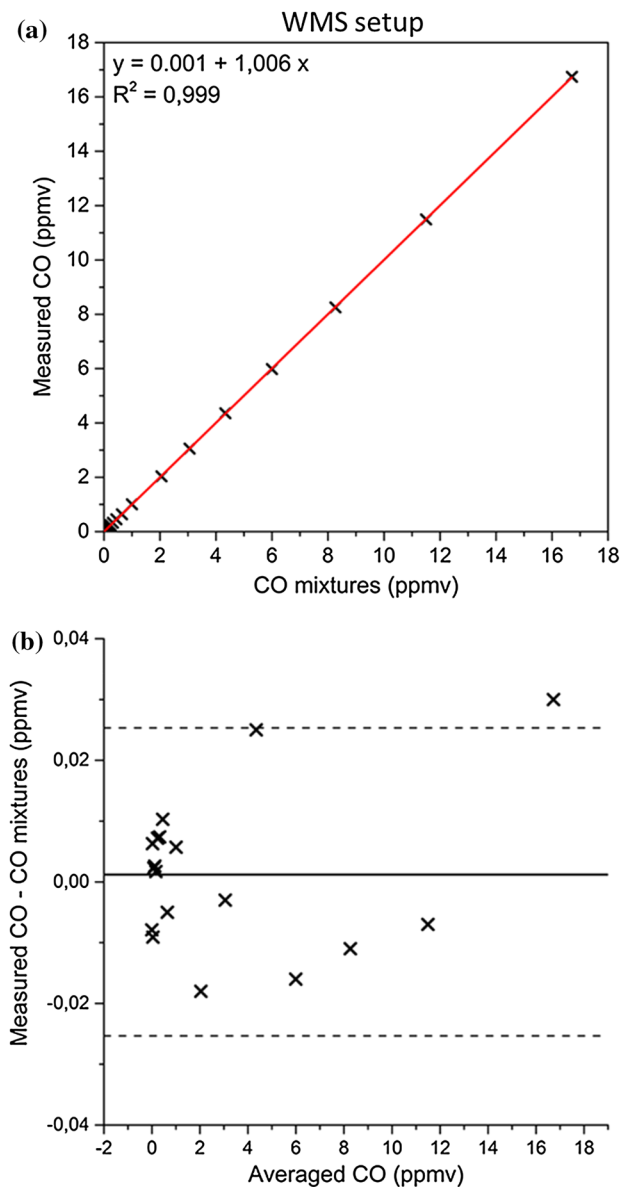 WMS setup
(a)
y = 0.001 + 1,006 x
R² = 0,999
18
16
14
12
10
8
6
4
2
0
Measured CO (ppmv)
0 2 4 6 8 10 12 14 16 18
CO mixtures (ppmv)
(b)
0,04
0,02
0,00
-0,02
-0,04
Measured CO - CO mixtures (ppmv)
-2 0 2 4 6 8 10 12 14 16 18
Averaged CO (ppmv)